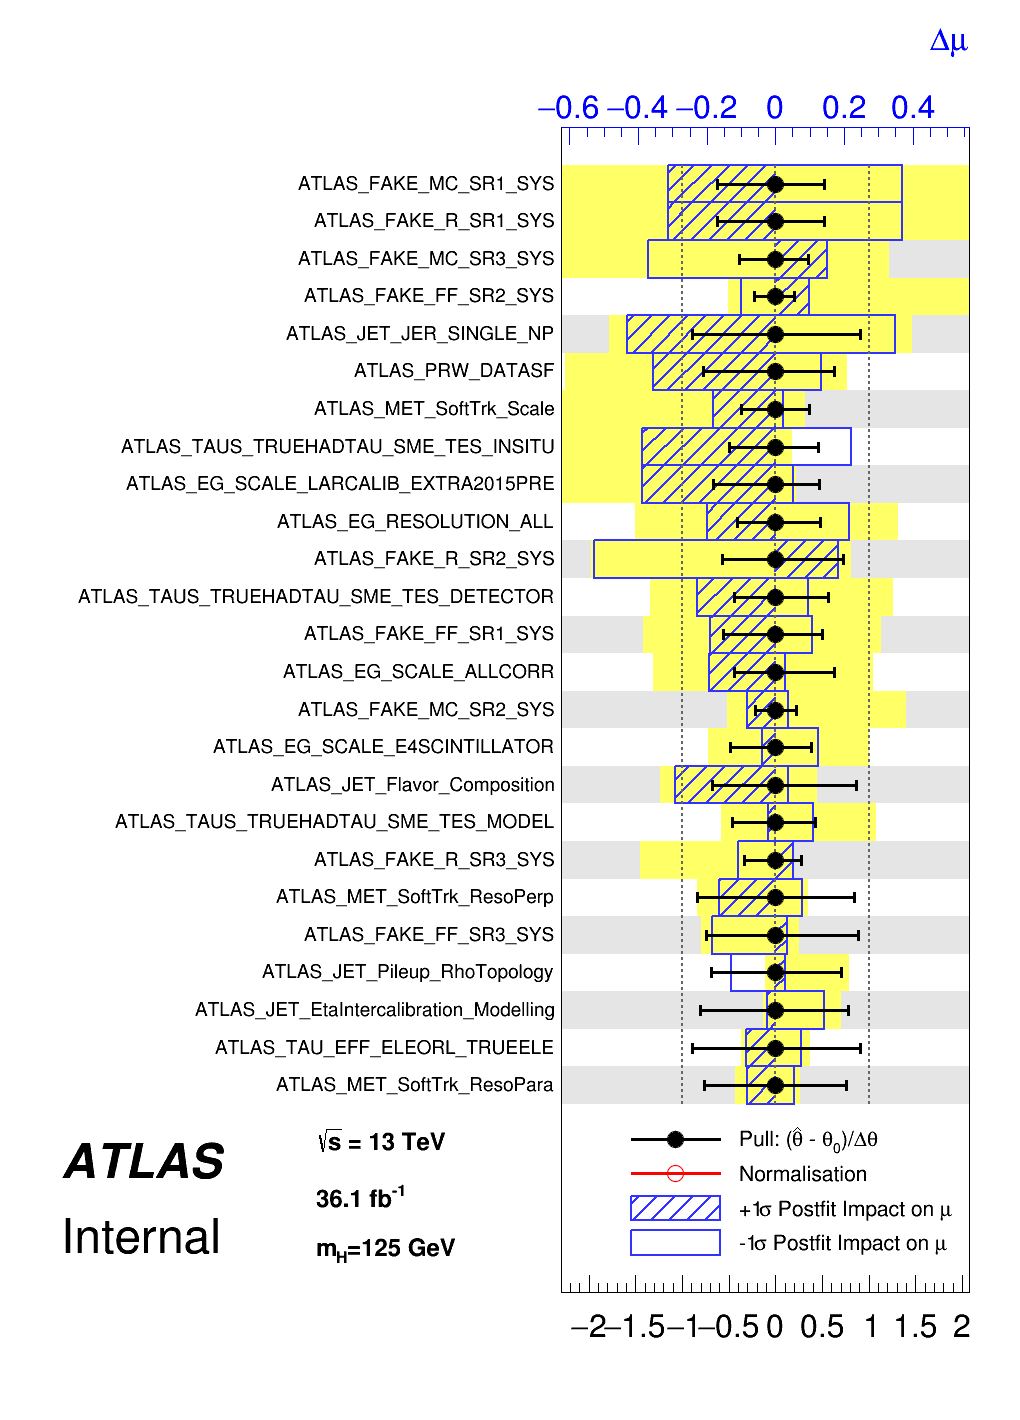 Δμ
−0.6 −0.4 −0.2 0 0.2 0.4
ATLAS_FAKE_MC_SR1_SYS
ATLAS_FAKE_R_SR1_SYS
ATLAS_FAKE_MC_SR3_SYS
ATLAS_FAKE_FF_SR2_SYS
ATLAS_JET_JER_SINGLE_NP
ATLAS_PRW_DATASF
ATLAS_MET_SoftTrk_Scale
ATLAS_TAUS_TRUEHADTAU_SME_TES_INSITU
ATLAS_EG_SCALE_LARCALIB_EXTRA2015PRE
ATLAS_EG_RESOLUTION_ALL
ATLAS_FAKE_R_SR2_SYS
ATLAS_TAUS_TRUEHADTAU_SME_TES_DETECTOR
ATLAS_FAKE_FF_SR1_SYS
ATLAS_EG_SCALE_ALLCORR
ATLAS_FAKE_MC_SR2_SYS
ATLAS_EG_SCALE_E4SCINTILLATOR
ATLAS_JET_Flavor_Composition
ATLAS_TAUS_TRUEHADTAU_SME_TES_MODEL
ATLAS_FAKE_R_SR3_SYS
ATLAS_MET_SoftTrk_ResoPerp
ATLAS_FAKE_FF_SR3_SYS
ATLAS_JET_Pileup_RhoTopology
ATLAS_JET_EtaIntercalibration_Modelling
ATLAS_TAU_EFF_ELEORL_TRUEELE
ATLAS_MET_SoftTrk_ResoPara
ATLAS
Internal
√s = 13 TeV
36.1 fb⁻¹
m_H=125 GeV
Pull: (θ̂ - θ₀)/Δθ
Normalisation
+1σ Postfit Impact on μ
-1σ Postfit Impact on μ
−2 −1.5 −1 −0.5 0 0.5 1 1.5 2